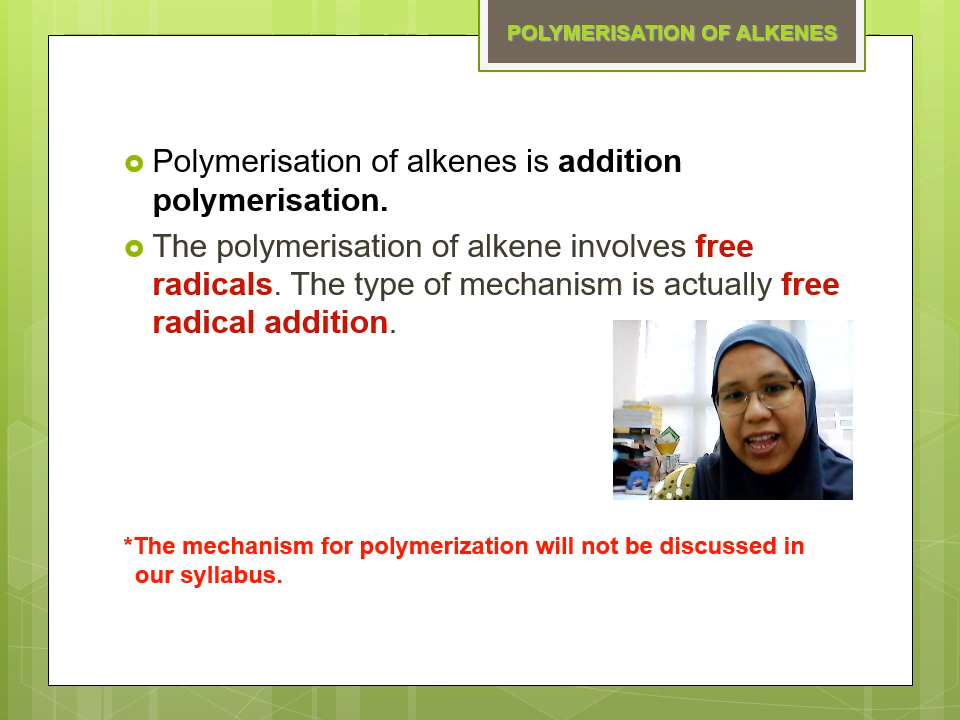 POLYMERISATION OF ALKENES
Polymerisation of alkenes is addition
polymerisation.
The polymerisation of alkene involves free
radicals. The type of mechanism is actually free
radical addition.
*The mechanism for polymerization will not be discussed in
our syllabus.